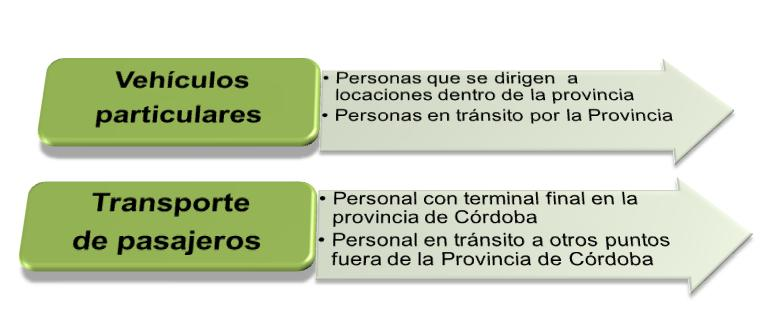 Vehículos
particulares
• Personas que se dirigen a
locaciones dentro de la provincia
• Personas en tránsito por la Provincia
Transporte
de pasajeros
• Personal con terminal final en la
provincia de Córdoba
• Personal en tránsito a otros puntos
fuera de la Provincia de Córdoba